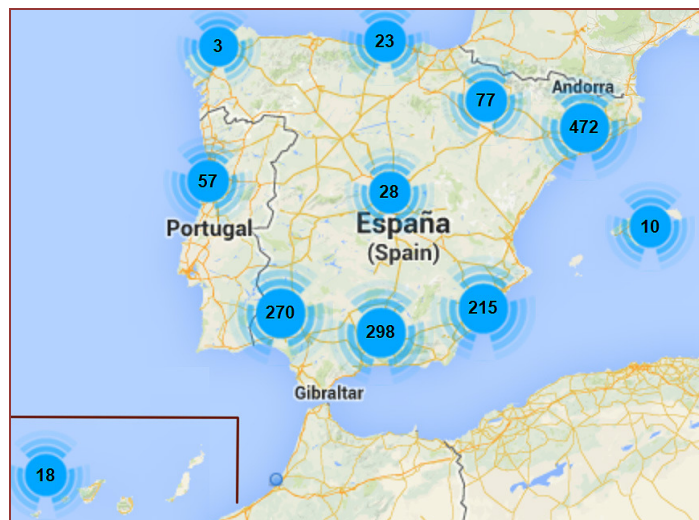 3
23
Andorra
77
472
57
28
España
(Spain)
Portugal
10
270
298
215
Gibraltar
18